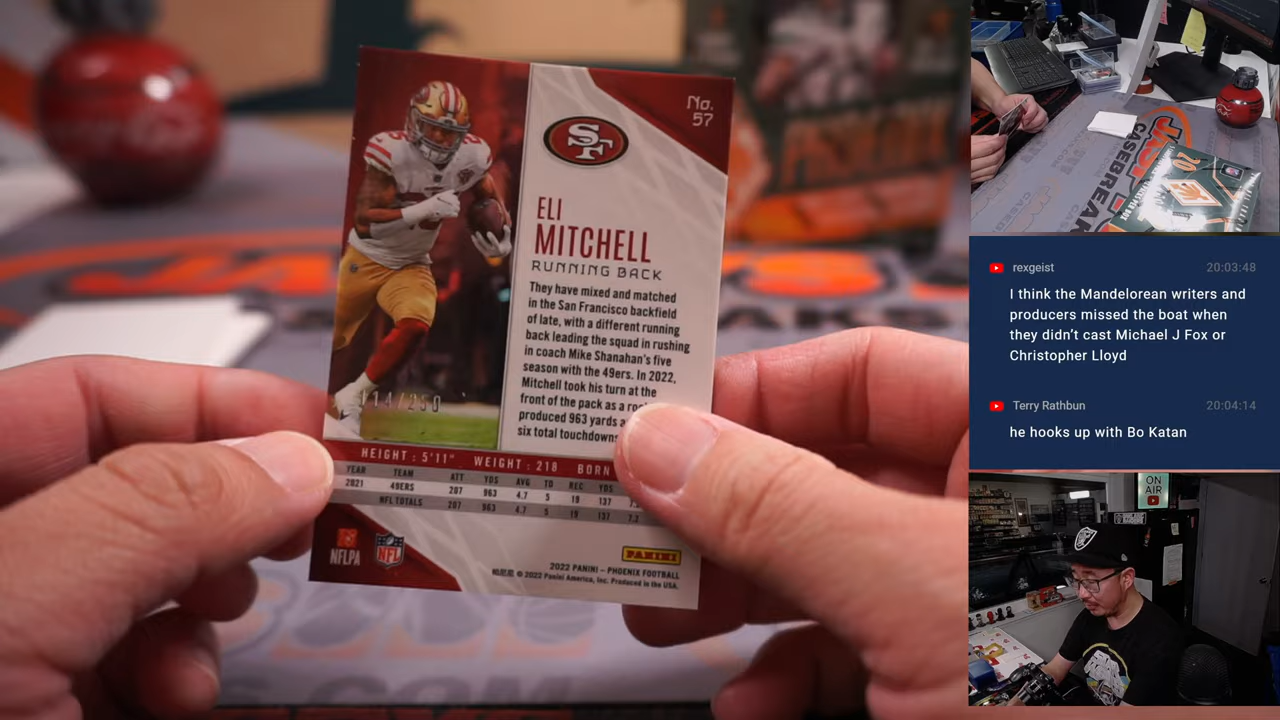 No.
57
SF
ELI
MITCHELL
RUNNING BACK
They have mixed and matched
in the San Francisco backfield
of late, with a different running
back leading the squad in rushing
in coach Mike Shanahan's five
season with the 49ers. In 2022,
Mitchell took his turn at the
front of the pack as a
produced 963 yards
six total touchdowns
114/250
HEIGHT : 5'11" WEIGHT : 218 BORN
YEAR TEAM ATT YDS AVG TD REC YDS
2021 49ERS 207 963 4.7 5 19 137
NFL TOTALS 207 963 4.7 5 19 137 7.2
NFLPA
NFL
PANINI
2022 PANINI – PHOENIX FOOTBALL
© 2022 Panini America, Inc. Produced in the USA.
CASEBREAK
rexgeist 20:03:48
I think the Mandelorean writers and
producers missed the boat when
they didn't cast Michael J Fox or
Christopher Lloyd
Terry Rathbun 20:04:14
he hooks up with Bo Katan
ON
AIR